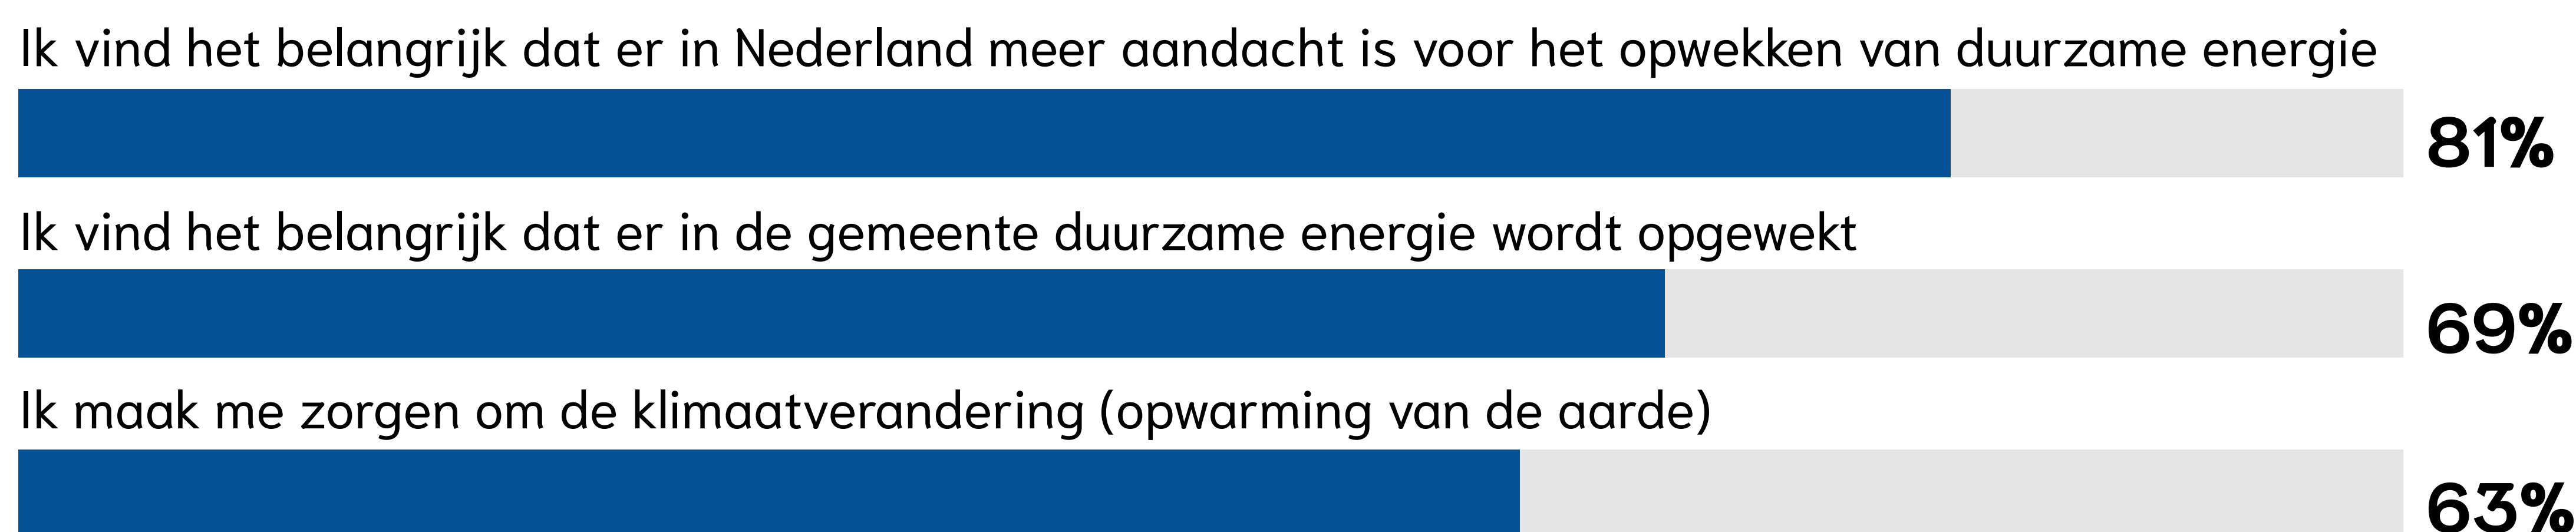 Ik vind het belangrijk dat er in Nederland meer aandacht is voor het opwekken van duurzame energie
81%
Ik vind het belangrijk dat er in de gemeente duurzame energie wordt opgewekt
69%
Ik maak me zorgen om de klimaatverandering (opwarming van de aarde)
63%